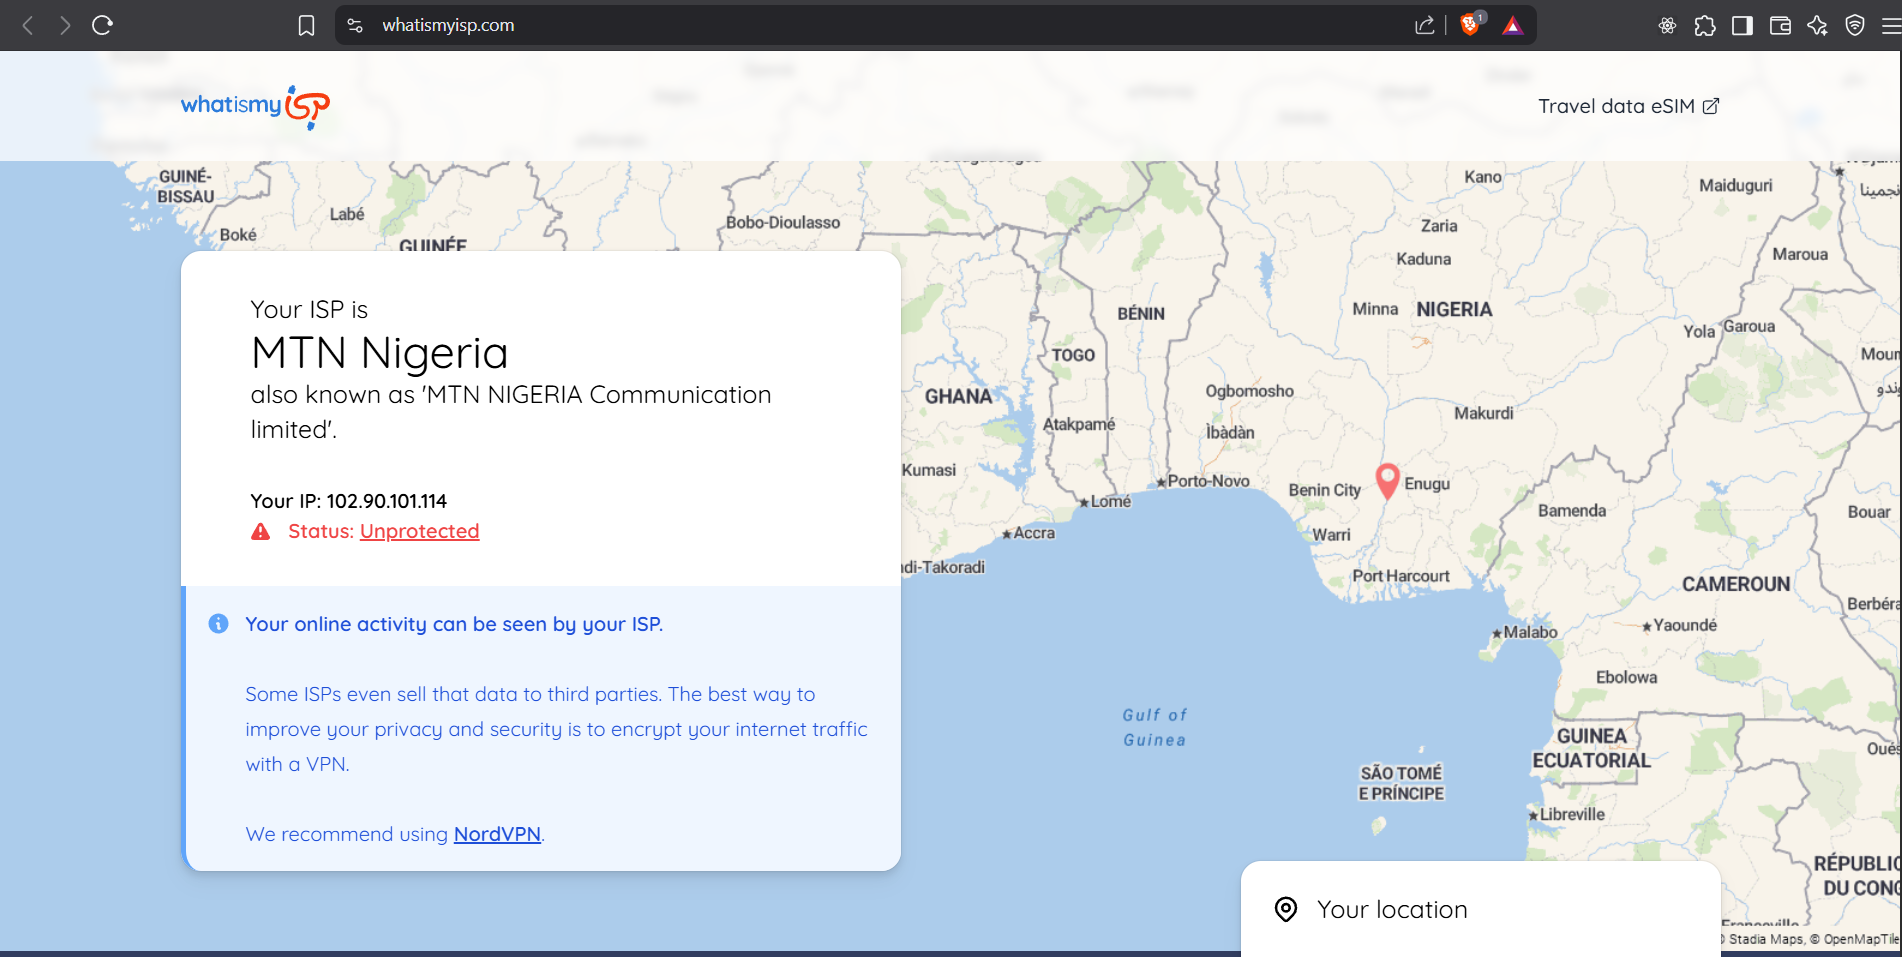 whatismyisp.com
1
whatismyisp
Travel data eSIM
GUINÉ-
BISSAU
Labé
Boké
GUINÉE
Bobo-Dioulasso
Kano
Maiduguri
Zaria
Kaduna
Maroua
Minna
NIGERIA
BÉNIN
Yola
Garoua
TOGO
GHANA
Ogbomosho
Makurdi
Atakpamé
Ìbàdàn
Kumasi
Porto-Novo
Benin City
Enugu
Lomé
Bamenda
Bouar
Accra
Warri
di-Takoradi
Port Harcourt
CAMEROUN
Malabo
Yaoundé
Ebolowa
Gulf of
Guinea
GUINEA
ECUATORIAL
SÃO TOMÉ
E PRÍNCIPE
Libreville
Your ISP is
MTN Nigeria
also known as 'MTN NIGERIA Communication
limited'.
Your IP: 102.90.101.114
Status: Unprotected
Your online activity can be seen by your ISP.
Some ISPs even sell that data to third parties. The best way to
improve your privacy and security is to encrypt your internet traffic
with a VPN.
We recommend using NordVPN.
Your location
Stadia Maps, © OpenMapTile